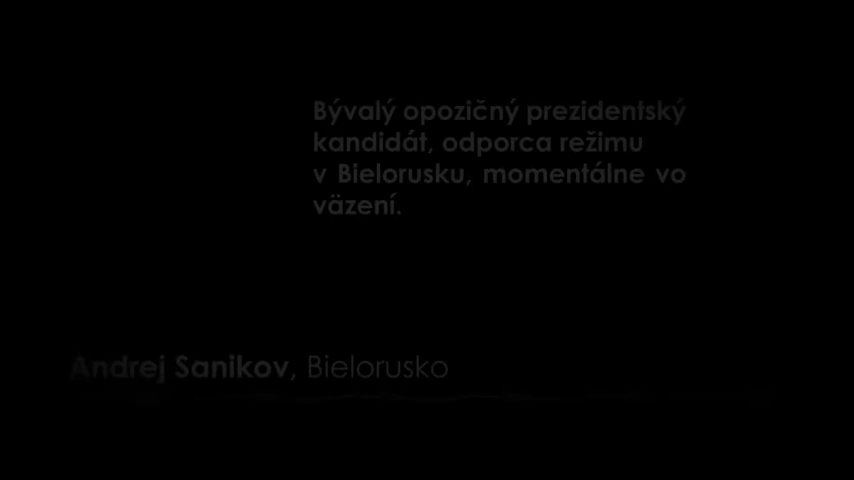 Bývalý opozičný prezidentský
kandidát, odporca režimu
v Bielorusku, momentálne vo
väzení.
Andrej Sanikov, Bielorusko